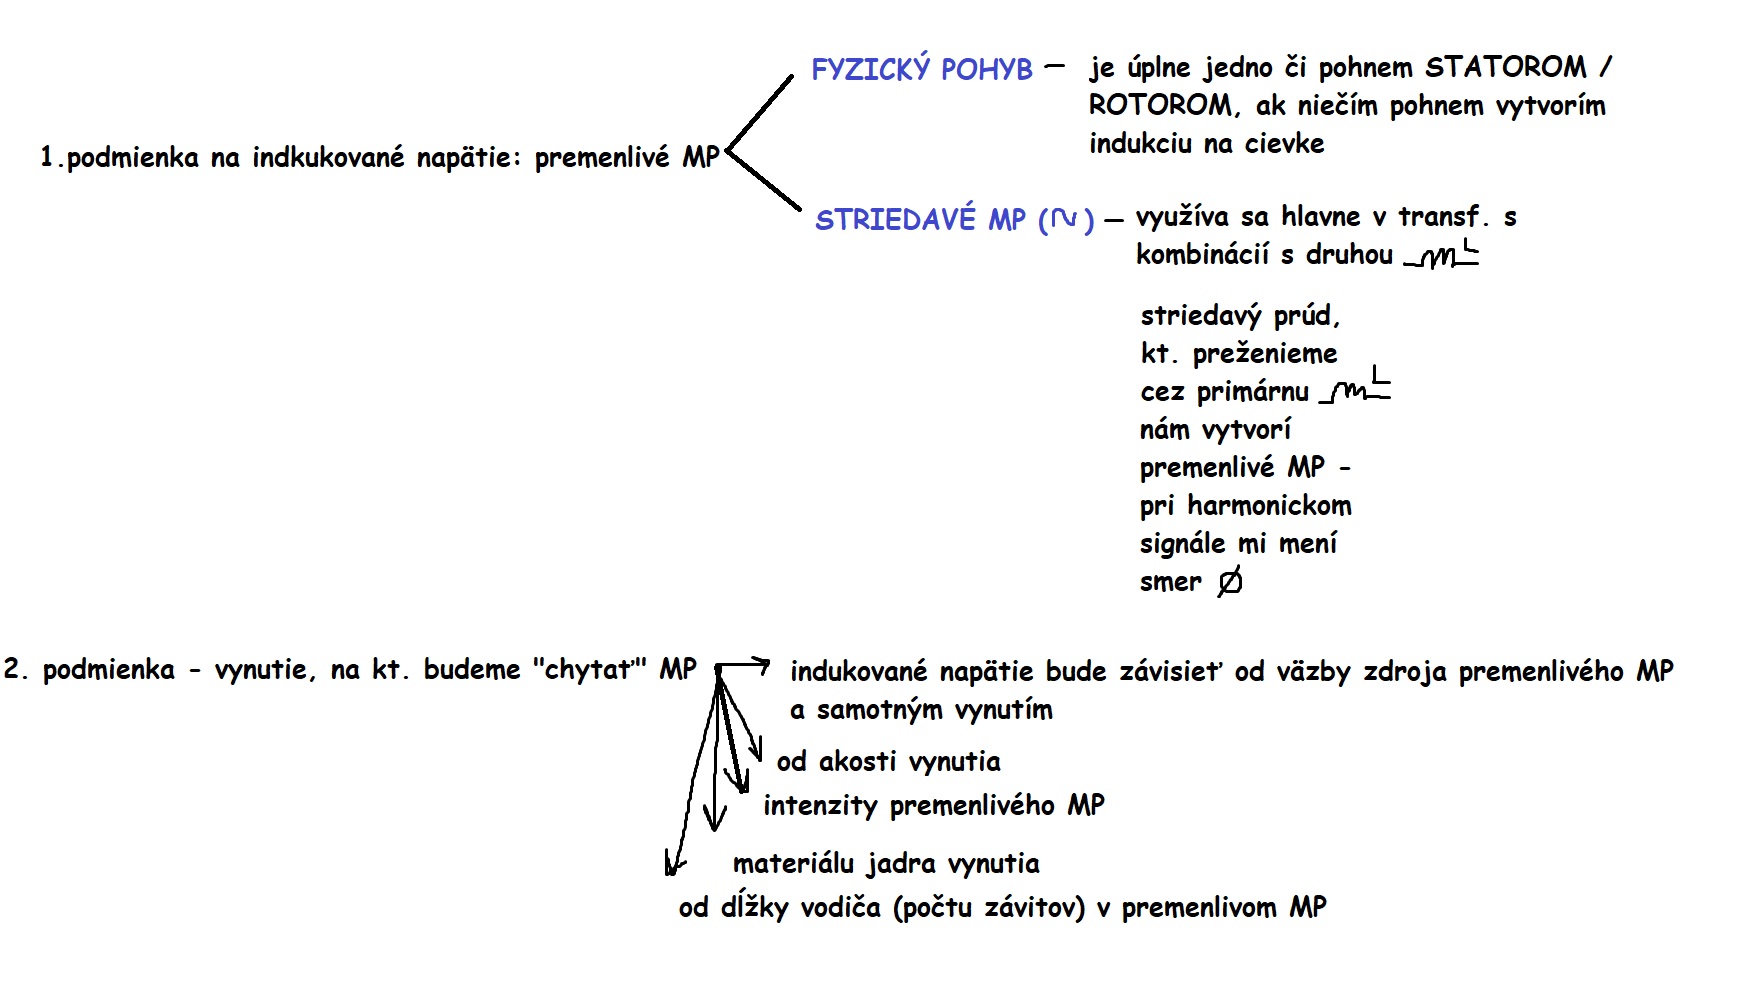 FYZICKÝ POHYB – je úplne jedno či pohnem STATOROM /
ROTOROM, ak niečím pohnem vytvorím
indukciu na cievke
1.podmienka na indkukované napätie: premenlivé MP
STRIEDAVÉ MP (∿) – využíva sa hlavne v transf. s
kombinácií s druhou L
striedavý prúd,
kt. preženieme
cez primárnu L
nám vytvorí
premenlivé MP -
pri harmonickom
signále mi mení
smer Ø
2. podmienka - vynutie, na kt. budeme "chytať" MP
indukované napätie bude závisieť od väzby zdroja premenlivého MP
a samotným vynutím
od akosti vynutia
intenzity premenlivého MP
materiálu jadra vynutia
od dĺžky vodiča (počtu závitov) v premenlivom MP